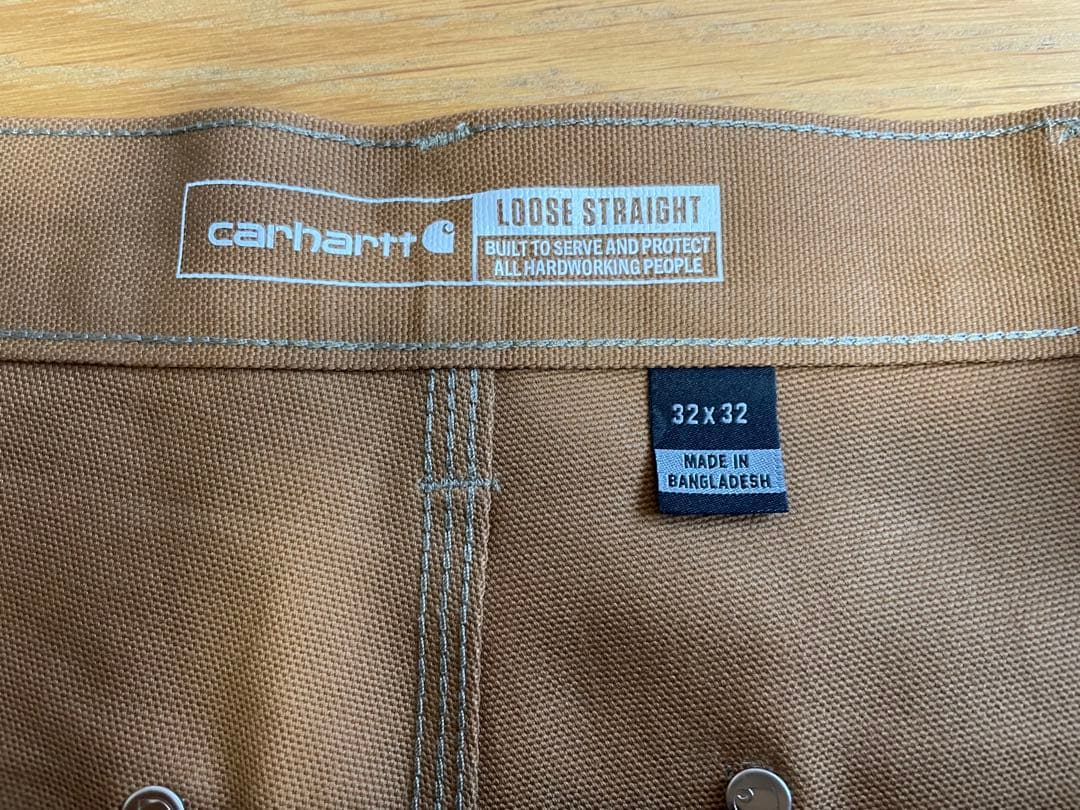 carhartt
LOOSE STRAIGHT
BUILT TO SERVE AND PROTECT
ALL HARDWORKING PEOPLE
32 X 32
MADE IN
BANGLADESH